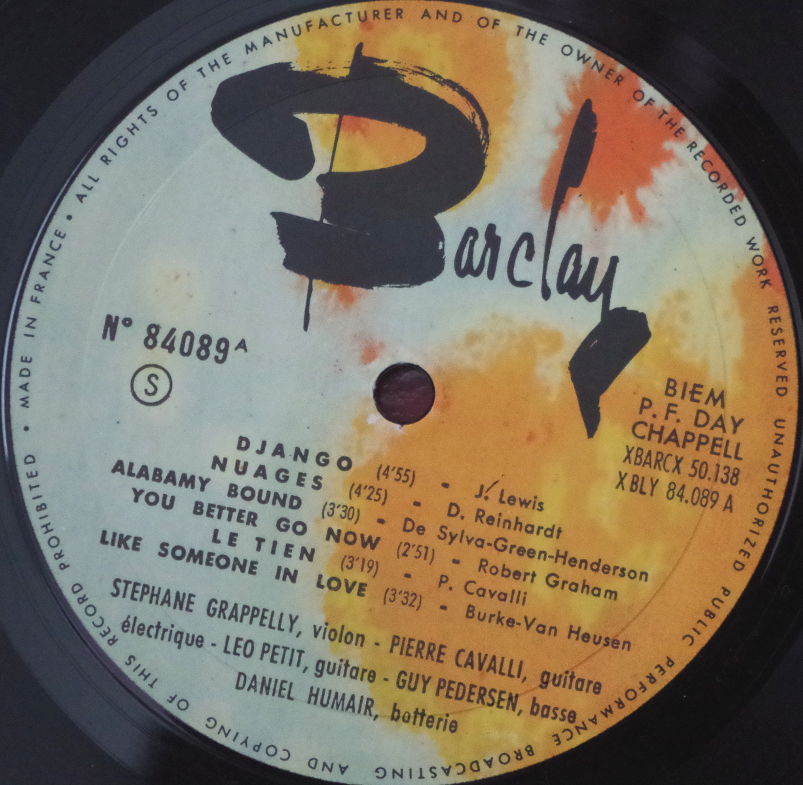 • MADE IN FRANCE • ALL RIGHTS OF THE MANUFACTURER AND OF THE OWNER OF THE RECORDED WORK RESERVED UNAUTHORIZED PUBLIC PERFORMANCE BROADCASTING AND COPYING OF THIS RECORD PROHIBITED
Barclay
N° 84089 A
S
BIEM
P. F. DAY
CHAPPELL
XBARCX 50.138
XBLY 84.089 A
DJANGO (4'55) - J. Lewis
NUAGES (4'25) - D. Reinhardt
ALABAMY BOUND (3'30) - De Sylva-Green-Henderson
YOU BETTER GO NOW (2'51) - Robert Graham
LE TIEN (3'19) - P. Cavalli
LIKE SOMEONE IN LOVE (3'32) - Burke-Van Heusen
STEPHANE GRAPPELLY, violon - PIERRE CAVALLI, guitare
électrique - LEO PETIT, guitare - GUY PEDERSEN, basse
DANIEL HUMAIR, batterie